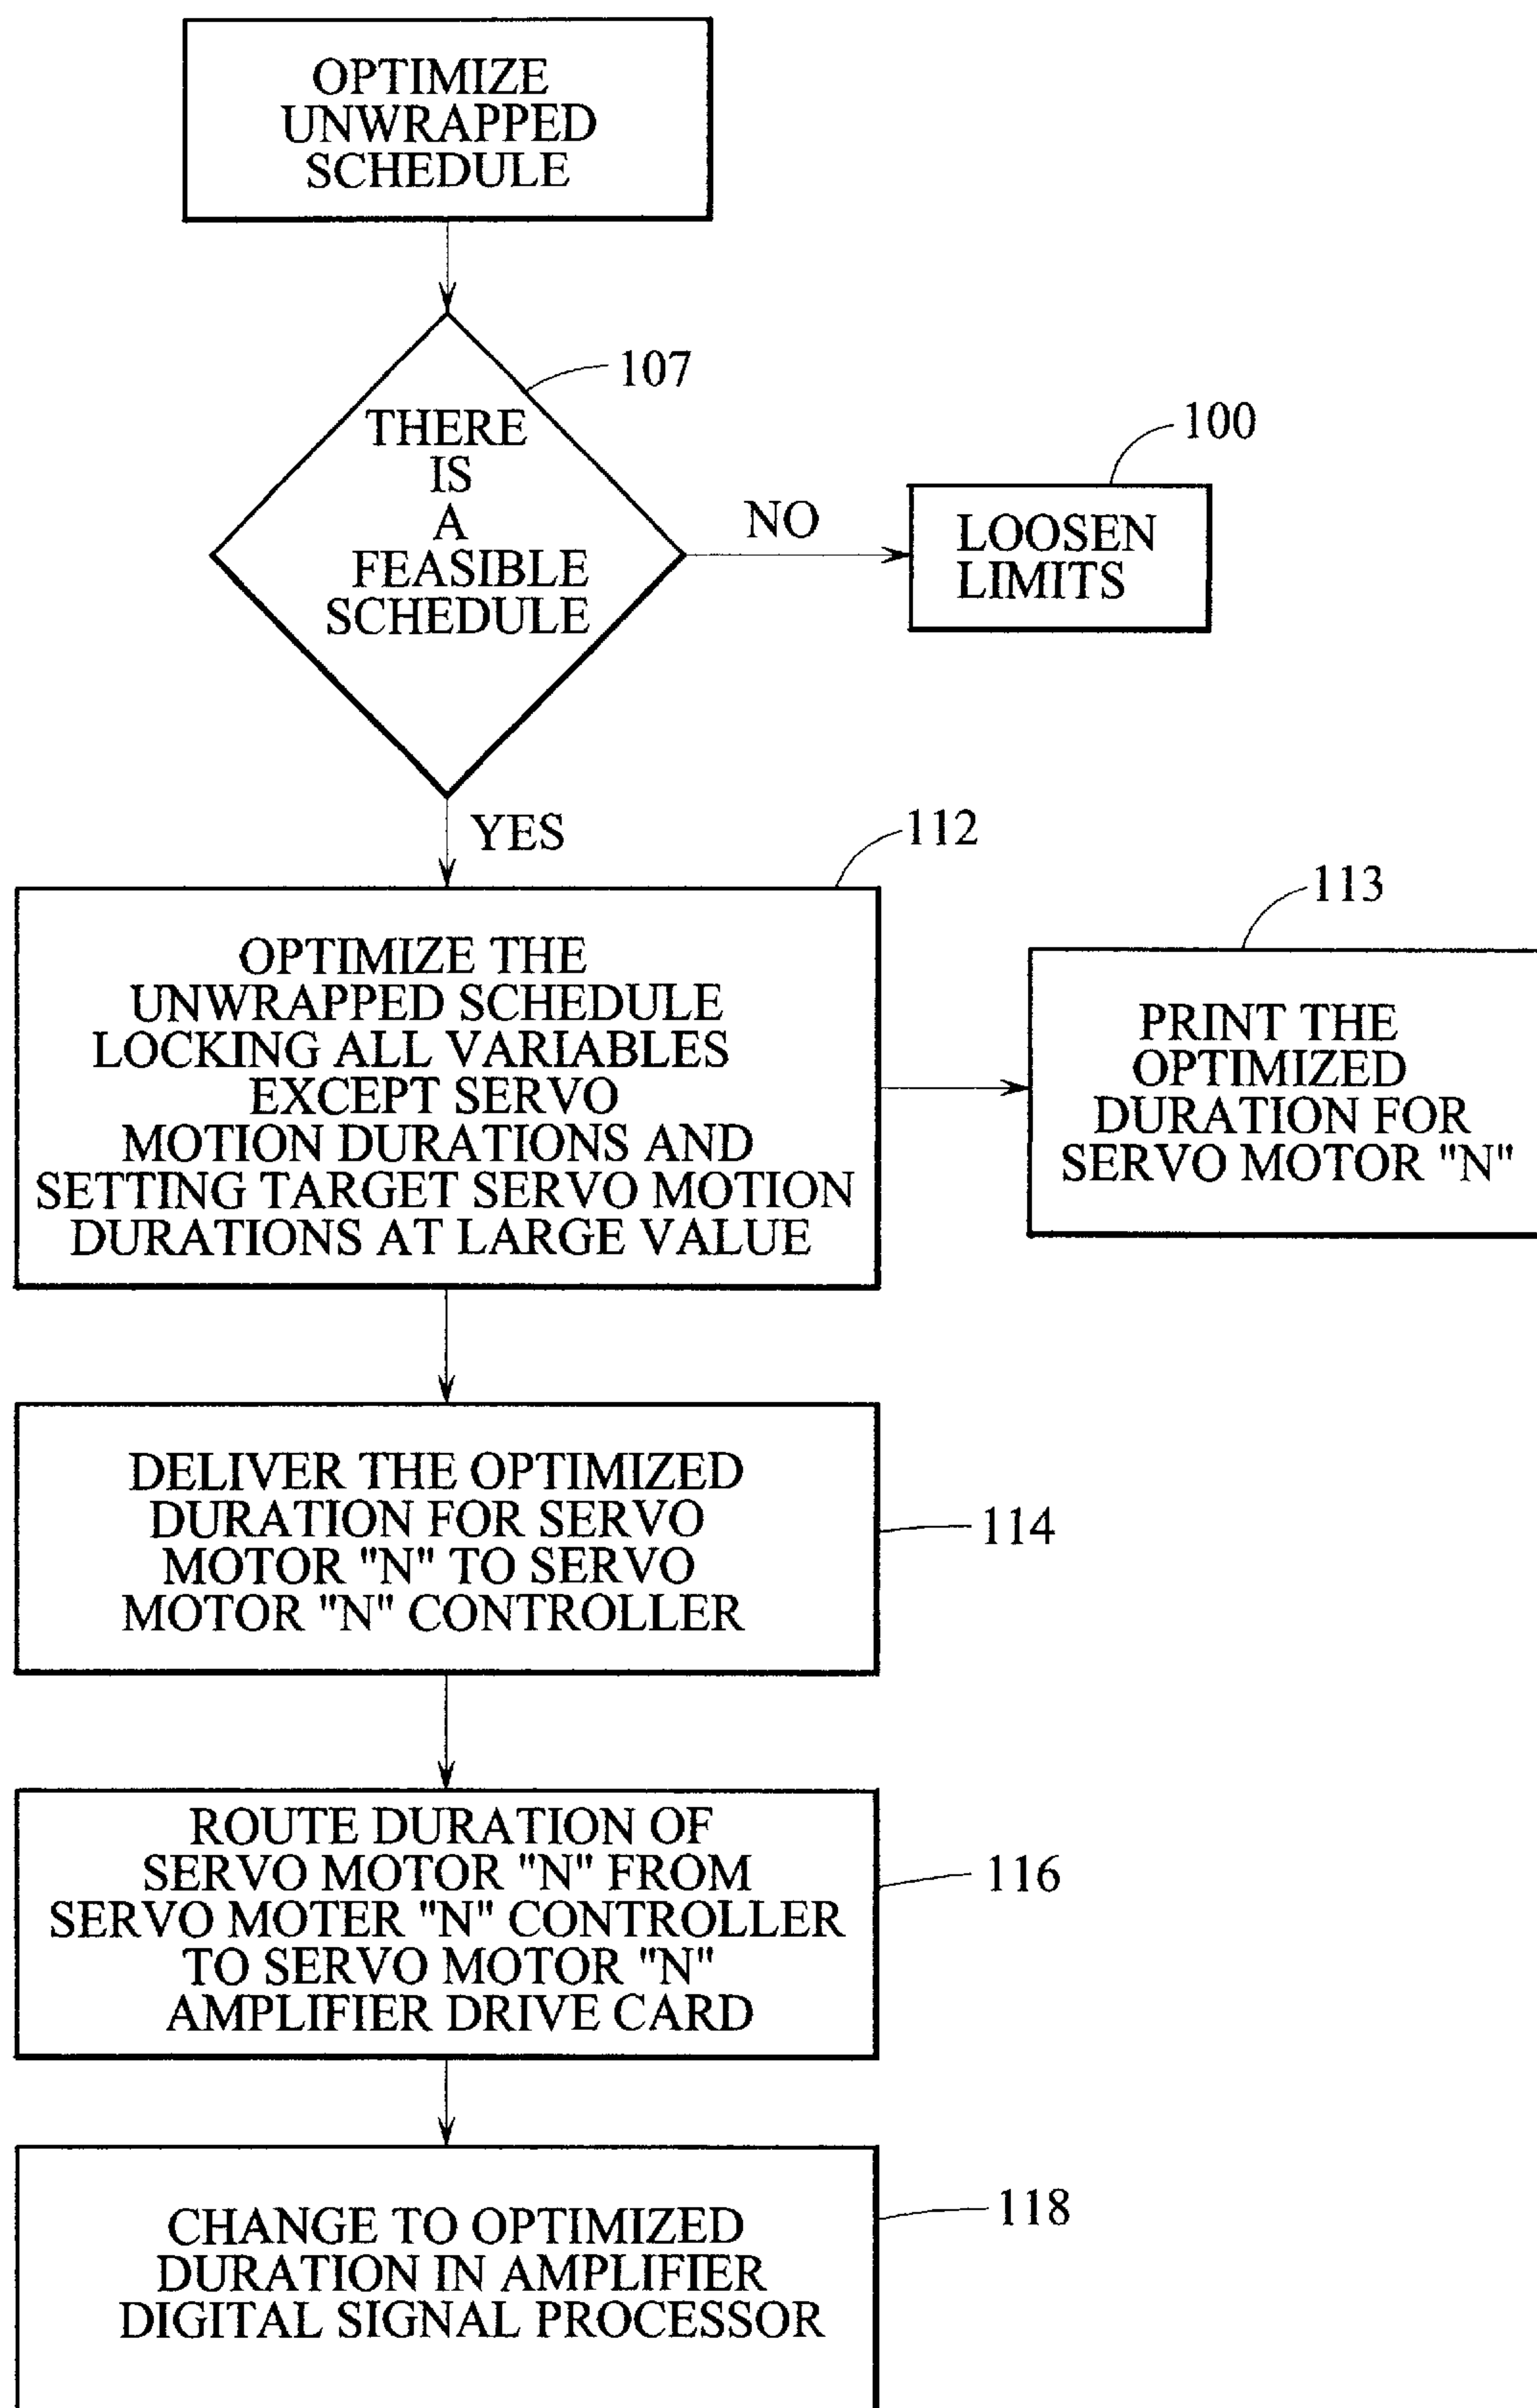 OPTIMIZE
UNWRAPPED
SCHEDULE
107
THERE
IS
A
FEASIBLE
SCHEDULE
NO
100
LOOSEN
LIMITS
YES
112
OPTIMIZE THE
UNWRAPPED SCHEDULE
LOCKING ALL VARIABLES
EXCEPT SERVO
MOTION DURATIONS AND
SETTING TARGET SERVO MOTION
DURATIONS AT LARGE VALUE
113
PRINT THE
OPTIMIZED
DURATION FOR
SERVO MOTOR "N"
DELIVER THE OPTIMIZED
DURATION FOR SERVO
MOTOR "N" TO SERVO
MOTOR "N" CONTROLLER
114
ROUTE DURATION OF
SERVO MOTOR "N" FROM
SERVO MOTER "N" CONTROLLER
TO SERVO MOTOR "N"
AMPLIFIER DRIVE CARD
116
CHANGE TO OPTIMIZED
DURATION IN AMPLIFIER
DIGITAL SIGNAL PROCESSOR
118